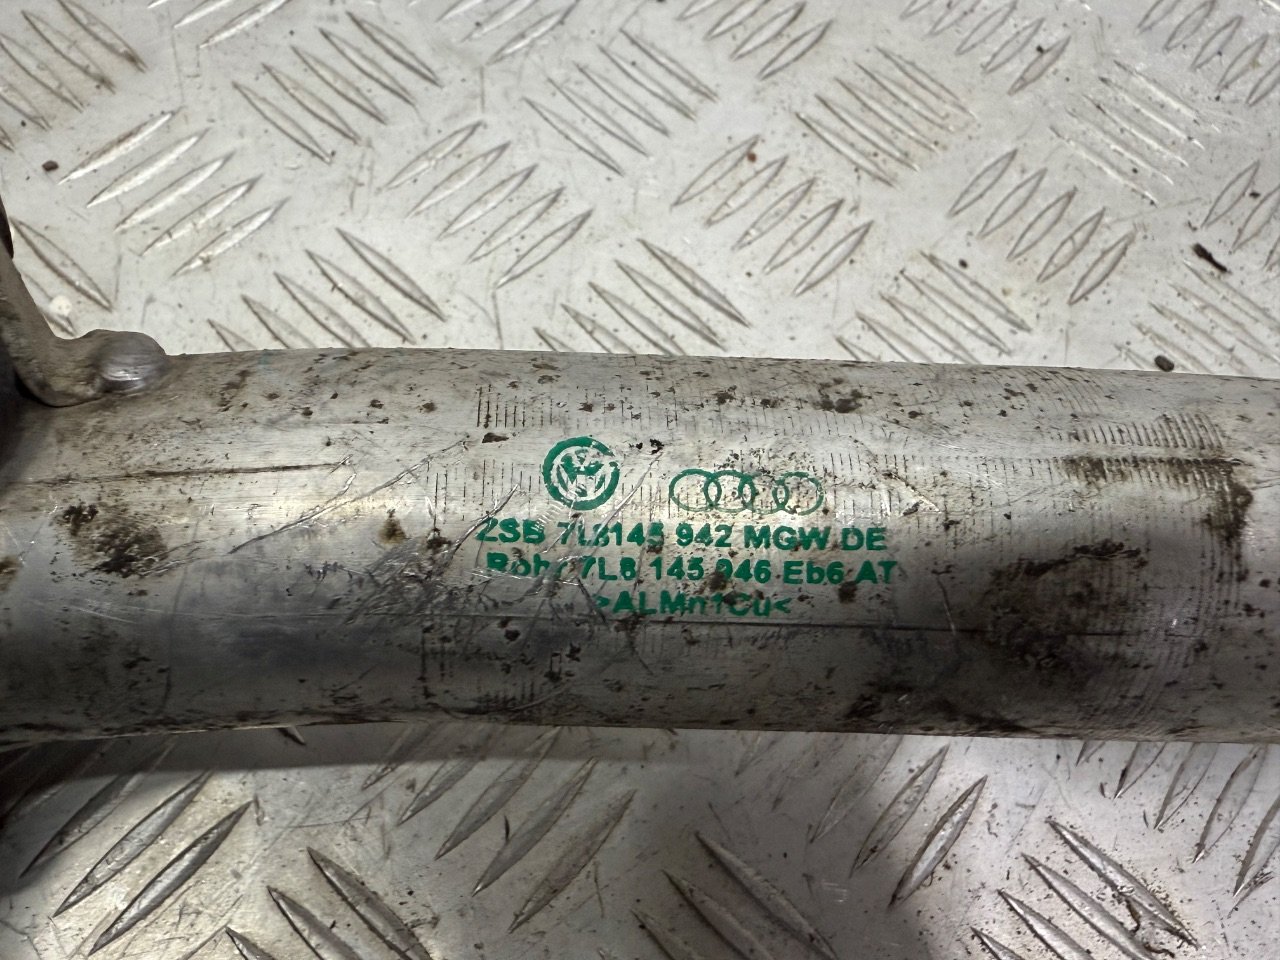 ZSB 7L8145 942 MGW DE
Rohr 7L8 145 946 Eb6 AT
>ALMn1Cu<